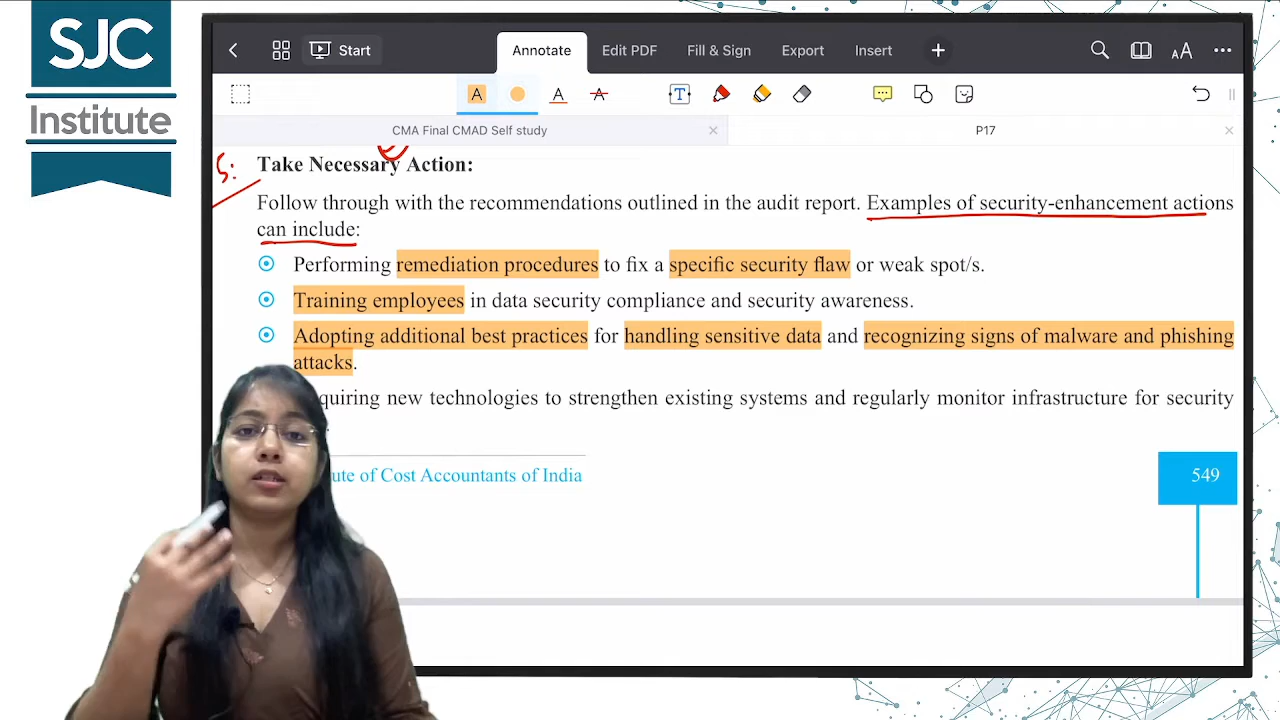 SJC
Institute
Start
Annotate
Edit PDF
Fill & Sign
Export
Insert
CMA Final CMAD Self study
P17
5:
Take Necessary Action:
Follow through with the recommendations outlined in the audit report. Examples of security-enhancement actions
can include:
Performing remediation procedures to fix a specific security flaw or weak spot/s.
Training employees in data security compliance and security awareness.
Adopting additional best practices for handling sensitive data and recognizing signs of malware and phishing
attacks.
quiring new technologies to strengthen existing systems and regularly monitor infrastructure for security
ute of Cost Accountants of India
549